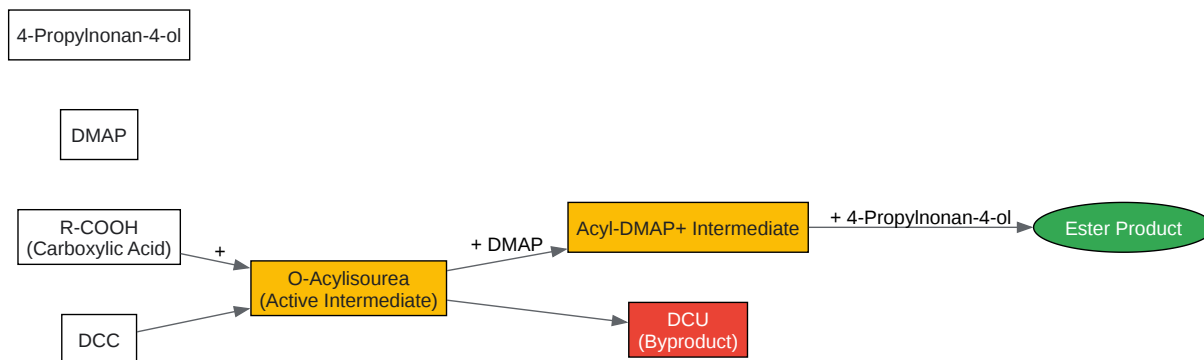 4-Propylnonan-4-ol
DMAP
R-COOH
(Carboxylic Acid)
+
DCC
O-Acylisourea
(Active Intermediate)
+ DMAP
Acyl-DMAP+ Intermediate
DCU
(Byproduct)
+ 4-Propylnonan-4-ol
Ester Product